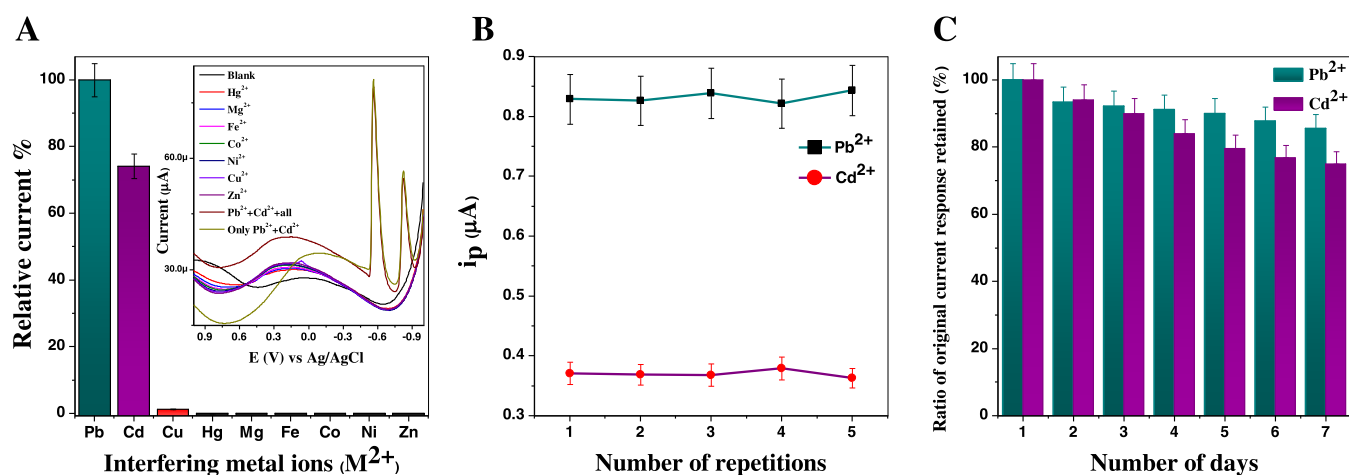 A
Relative current %
100
80
60
40
20
0
Pb Cd Cu Hg Mg Fe Co Ni Zn
Interfering metal ions (M2+)
Current (µA)
60.0µ
30.0µ
Blank
Hg2+
Mg2+
Fe2+
Co2+
Ni2+
Cu2+
Zn2+
Pb2++Cd2++all
Only Pb2++Cd2+
0.9 0.6 0.3 0.0 -0.3 -0.6 -0.9
E (V) vs Ag/AgCl
B
ip (µA)
0.9
0.8
0.7
0.6
0.5
0.4
0.3
Pb2+
Cd2+
1 2 3 4 5
Number of repetitions
C
Ratio of original current response retained (%)
100
80
60
40
20
0
Pb2+
Cd2+
1 2 3 4 5 6 7
Number of days